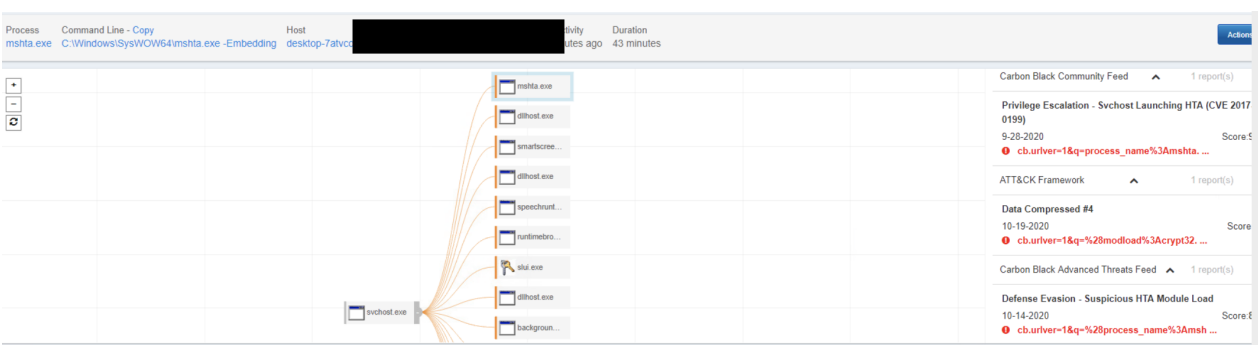 Process Command Line - Copy Host tivity Duration
mshta.exe C:\Windows\SysWOW64\mshta.exe -Embedding desktop-7atvcc utes ago 43 minutes
Actions
+
−
mshta.exe
dllhost.exe
smartscree...
dllhost.exe
speechrunt...
runtimebro...
slui.exe
dllhost.exe
backgroun...
svchost.exe
Carbon Black Community Feed 1 report(s)
Privilege Escalation - Svchost Launching HTA (CVE 2017
0199)
9-28-2020 Score:9
cb.urlver=1&q=process_name%3Amshta. ...
ATT&CK Framework 1 report(s)
Data Compressed #4
10-19-2020 Score
cb.urlver=1&q=%28modload%3Acrypt32. ...
Carbon Black Advanced Threats Feed 1 report(s)
Defense Evasion - Suspicious HTA Module Load
10-14-2020 Score:8
cb.urlver=1&q=%28process_name%3Amsh ...